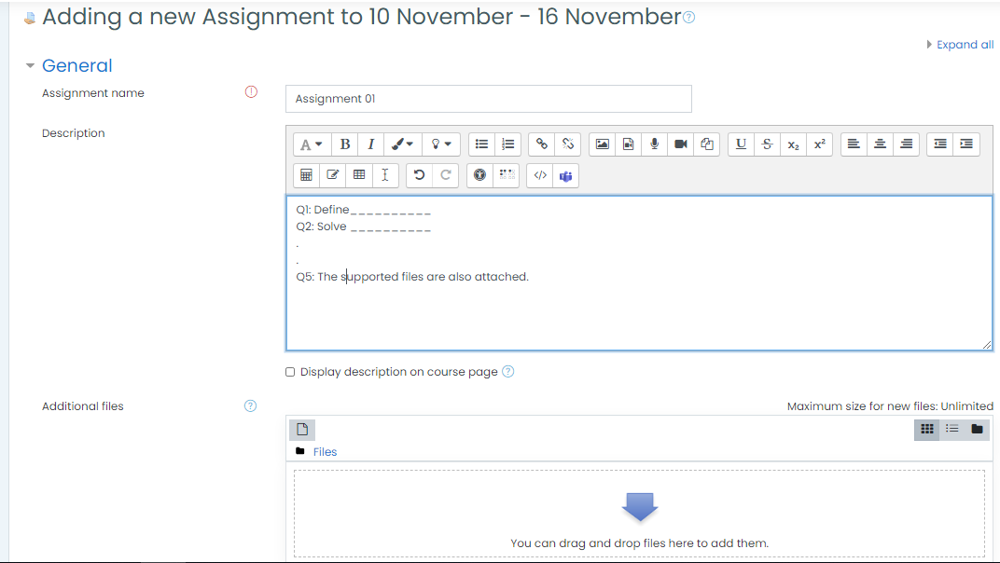 Adding a new Assignment to 10 November - 16 November
Expand all
General
Assignment name
Assignment 01
Description
Q1: Define__________
Q2: Solve __________
.
.
Q5: The supported files are also attached.
Display description on course page
Additional files
Maximum size for new files: Unlimited
Files
You can drag and drop files here to add them.